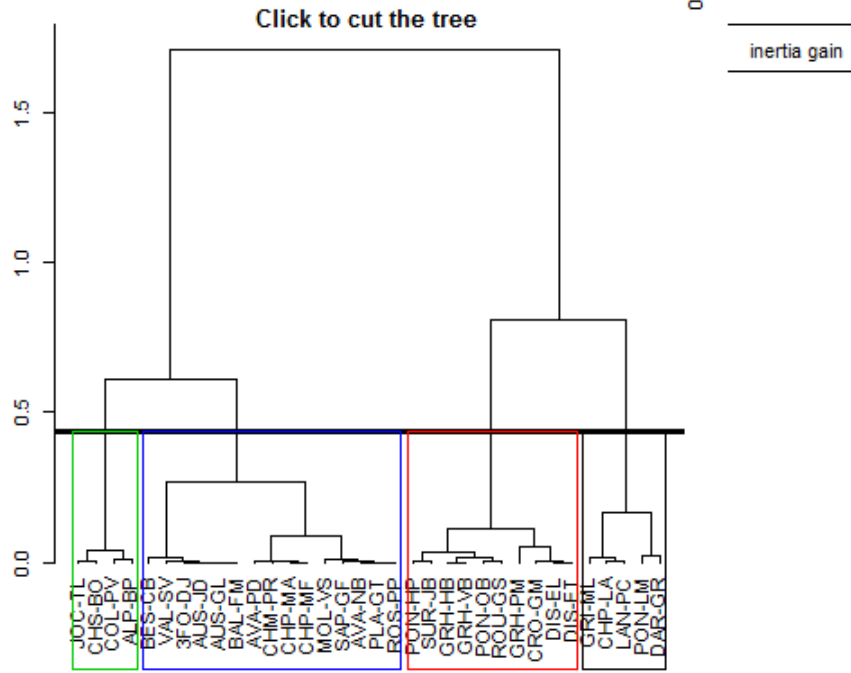 Click to cut the tree
0
inertia gain
1.5
1.0
0.5
0.0
JOC-TL
CHS-BO
COL-PV
ALP-BP
BES-CB
VAL-SV
3FO-DJ
AUS-JD
AUS-GL
BAL-FM
AVA-PD
CHM-PR
CHP-MA
CHP-MF
MOL-VS
SAP-GF
AVA-NB
PLA-GT
ROS-PP
PON-HP
SUR-JB
GRH-HB
GRH-VB
PON-OB
ROU-GS
GRH-PM
CRO-GM
DIS-EL
DIS-FT
GRI-ML
CHP-LA
LAN-PC
PON-LM
DAR-GR